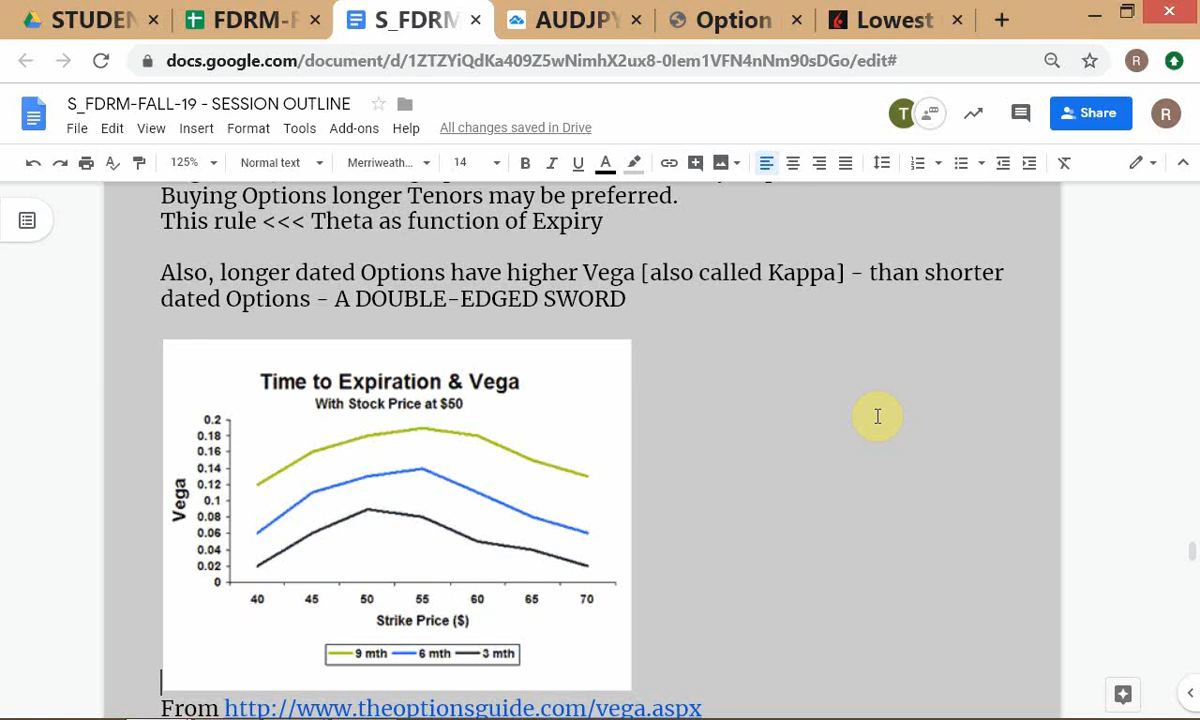 STUDEN
FDRM-F
S_FDRM
AUDJPY
Option
Lowest
docs.google.com/document/d/1ZTZYiQdKa409Z5wNimhX2ux8-0Iem1VFN4nNm90sDGo/edit#
R
S_FDRM-FALL-19 - SESSION OUTLINE
File Edit View Insert Format Tools Add-ons Help All changes saved in Drive
T
Share
R
125% Normal text Merriweath... 14 B I U A
Buying Options longer Tenors may be preferred.
This rule <<< Theta as function of Expiry
Also, longer dated Options have higher Vega [also called Kappa] - than shorter
dated Options - A DOUBLE-EDGED SWORD
Time to Expiration & Vega
With Stock Price at $50
Vega
0.2
0.18
0.16
0.14
0.12
0.1
0.08
0.06
0.04
0.02
0
40 45 50 55 60 65 70
Strike Price ($)
9 mth 6 mth 3 mth
From http://www.theoptionsguide.com/vega.aspx